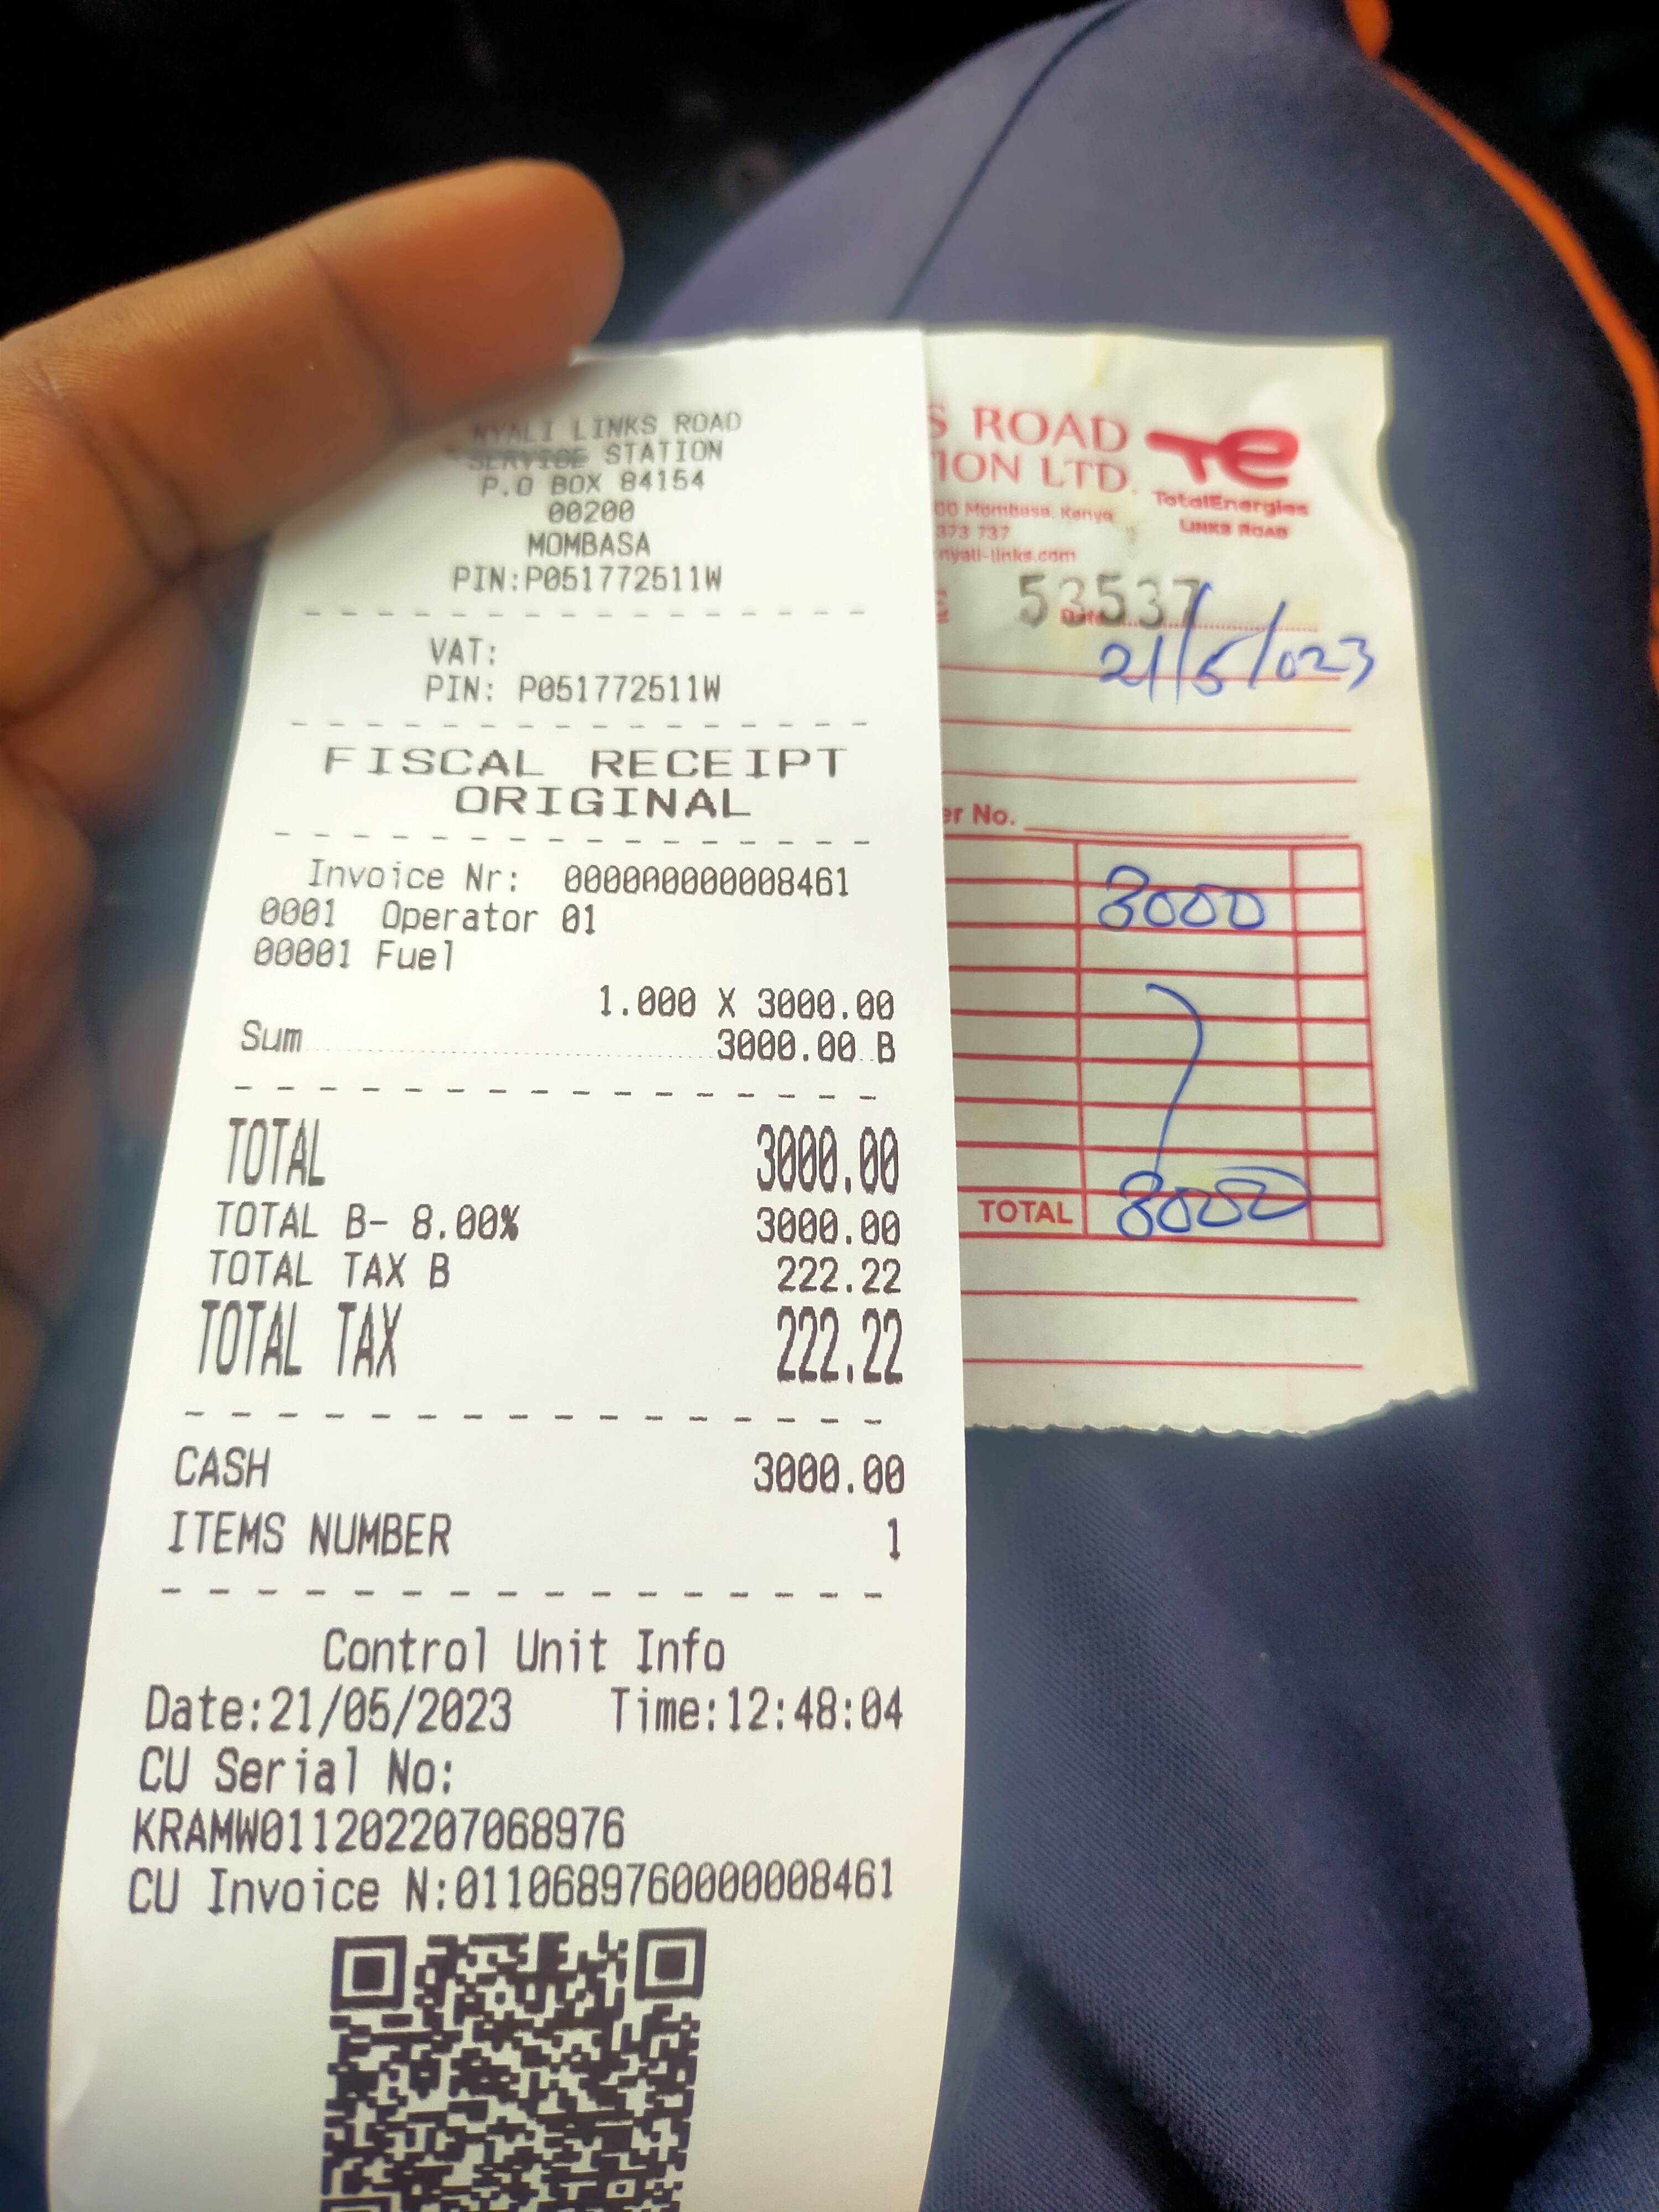 NYALI LINKS ROAD
SERVICE STATION
P.O BOX 84154
00200
MOMBASA
PIN:P051772511W
VAT:
PIN: P051772511W
FISCAL RECEIPT
ORIGINAL
Invoice Nr: 0000A0000008461
0001 Operator 01
00001 Fuel
1.000 X 3000.00
Sum 3000.00 B
TOTAL 3000.00
TOTAL B- 8.00% 3000.00
TOTAL TAX B 222.22
TOTAL TAX 222.22
CASH 3000.00
ITEMS NUMBER 1
Control Unit Info
Date:21/05/2023 Time:12:48:04
CU Serial No:
KRAMW011202207068976
CU Invoice N:0110689760000008461
S ROAD
ION LTD.
TotalEnergies
LINKS ROAD
00 Mombasa, Kenya
373 737
nyali-links.com
53537
Date
21/5/023
er No.
3000
TOTAL 3000